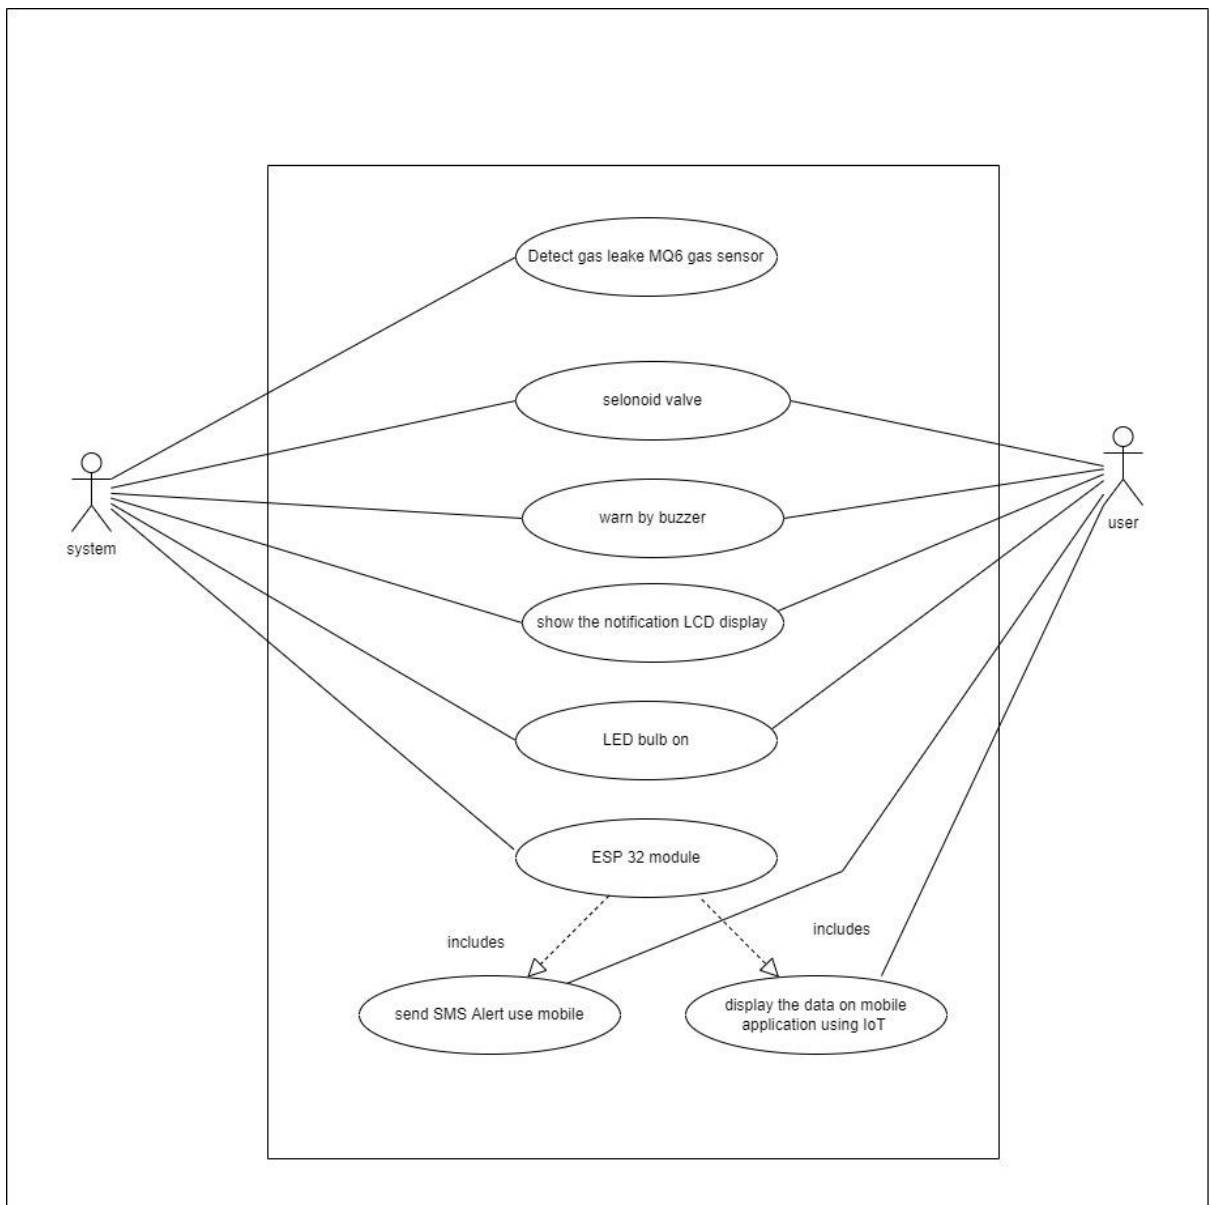 Detect gas leake MQ6 gas sensor
selonoid valve
system
user
warn by buzzer
show the notification LCD display
LED bulb on
ESP 32 module
includes
includes
send SMS Alert use mobile
display the data on mobile
application using IoT